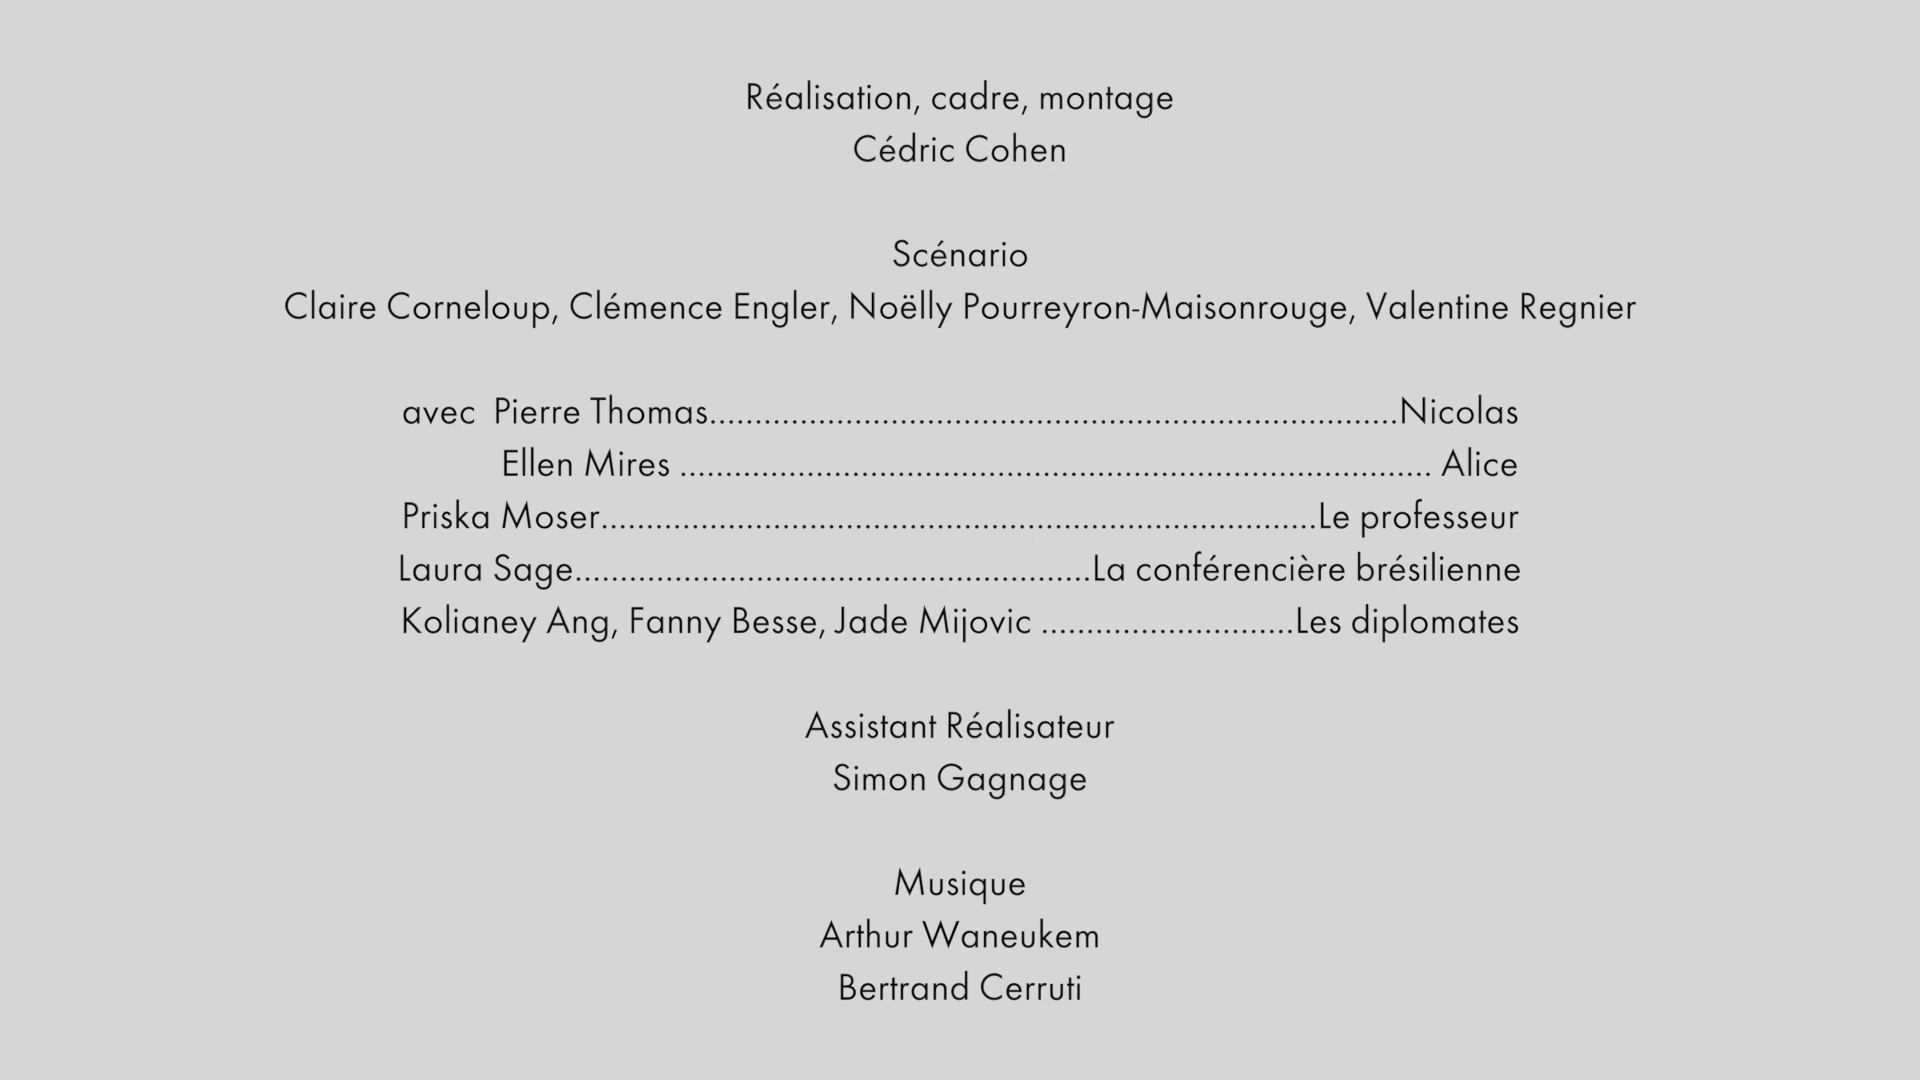 Réalisation, cadre, montage
Cédric Cohen
Scénario
Claire Corneloup, Clémence Engler, Noëlly Pourreyron-Maisonrouge, Valentine Regnier
avec  Pierre Thomas............................................................................Nicolas
Ellen Mires ................................................................................... Alice
Priska Moser...............................................................................Le professeur
Laura Sage.........................................................La conférencière brésilienne
Kolianey Ang, Fanny Besse, Jade Mijovic ............................Les diplomates
Assistant Réalisateur
Simon Gagnage
Musique
Arthur Waneukem
Bertrand Cerruti